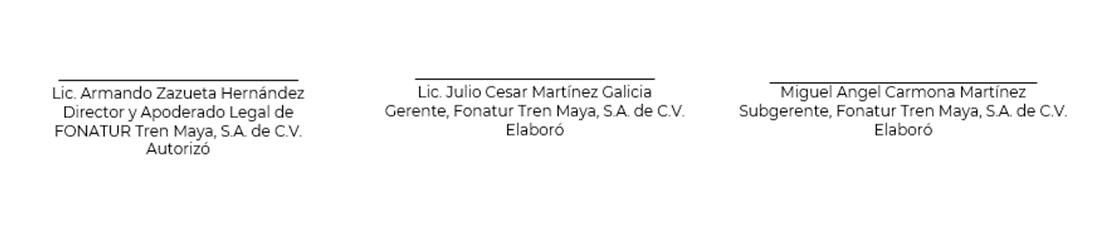 Lic. Armando Zazueta Hernández
Director y Apoderado Legal de
FONATUR Tren Maya, S.A. de C.V.
Autorizó
Lic. Julio Cesar Martínez Galicia
Gerente, Fonatur Tren Maya, S.A. de C.V.
Elaboró
Miguel Angel Carmona Martínez
Subgerente, Fonatur Tren Maya, S.A. de C.V.
Elaboró